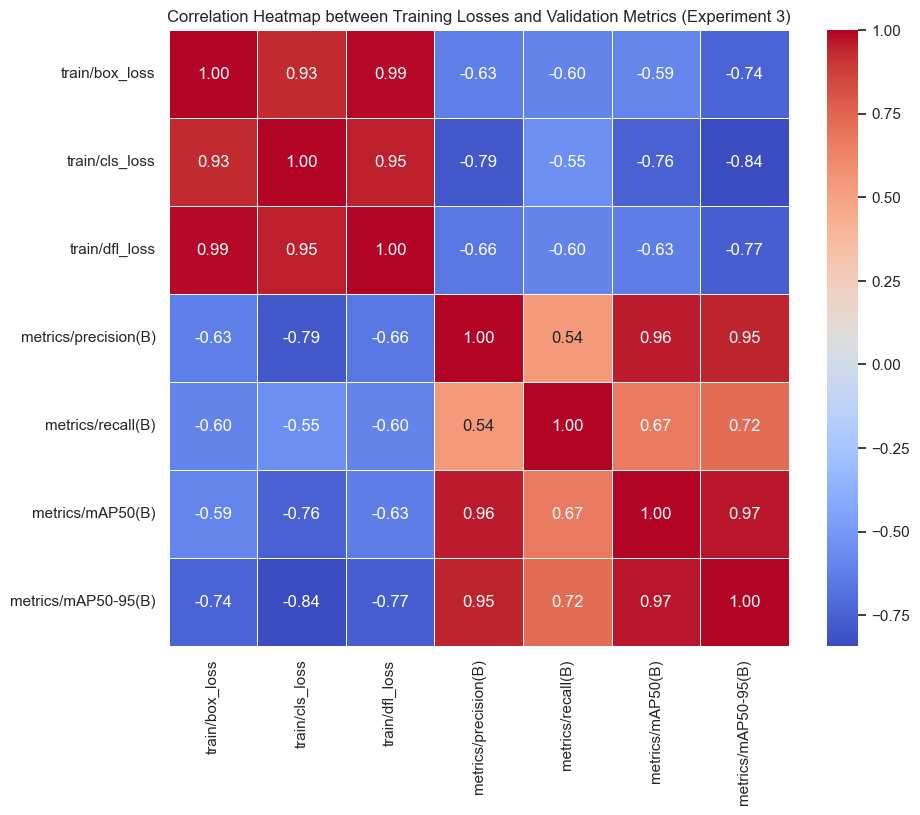 Correlation Heatmap between Training Losses and Validation Metrics (Experiment 3)
train/box_loss 1.00 0.93 0.99 -0.63 -0.60 -0.59 -0.74
train/cls_loss 0.93 1.00 0.95 -0.79 -0.55 -0.76 -0.84
train/dfl_loss 0.99 0.95 1.00 -0.66 -0.60 -0.63 -0.77
metrics/precision(B) -0.63 -0.79 -0.66 1.00 0.54 0.96 0.95
metrics/recall(B) -0.60 -0.55 -0.60 0.54 1.00 0.67 0.72
metrics/mAP50(B) -0.59 -0.76 -0.63 0.96 0.67 1.00 0.97
metrics/mAP50-95(B) -0.74 -0.84 -0.77 0.95 0.72 0.97 1.00
train/box_loss
train/cls_loss
train/dfl_loss
metrics/precision(B)
metrics/recall(B)
metrics/mAP50(B)
metrics/mAP50-95(B)
1.00
0.75
0.50
0.25
0.00
−0.25
−0.50
−0.75